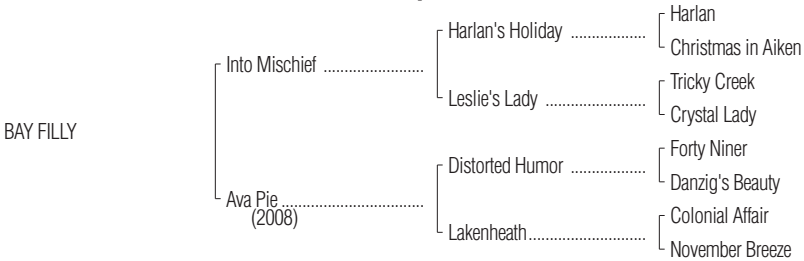 Harlan
Harlan's Holiday ..................
Christmas in Aiken
Into Mischief ........................
Tricky Creek
Leslie's Lady ........................
Crystal Lady
BAY FILLY
Forty Niner
Distorted Humor ..................
Danzig's Beauty
Ava Pie ..................................
(2008)
Colonial Affair
Lakenheath............................
November Breeze